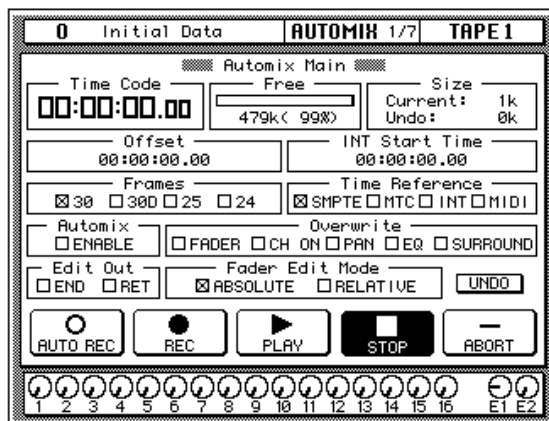 0 Initial Data AUTOMIX 1/7 TAPE 1
Automix Main
Time Code Free Size
00:00:00.00 479k( 99%) Current: 1k
Undo: 0k
Offset INT Start Time
00:00:00.00 00:00:00.00
Frames Time Reference
30 30D 25 24 SMPTE MTC INT MIDI
Automix Overwrite
ENABLE FADER CH ON PAN EQ SURROUND
Edit Out Fader Edit Mode
END RET ABSOLUTE RELATIVE UNDO
AUTO REC REC PLAY STOP ABORT
1 2 3 4 5 6 7 8 9 10 11 12 13 14 15 16 E1 E2